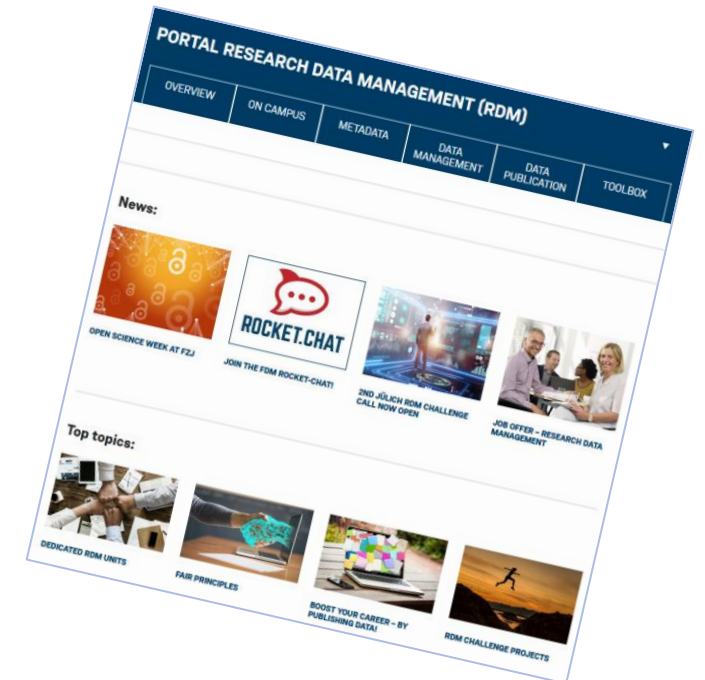 PORTAL RESEARCH DATA MANAGEMENT (RDM)
OVERVIEW
ON CAMPUS
METADATA
DATA
MANAGEMENT
DATA
PUBLICATION
TOOLBOX
News:
ROCKET.CHAT
OPEN SCIENCE WEEK AT FZJ
JOIN THE FDM ROCKET-CHAT!
2ND JÜLICH RDM CHALLENGE
CALL NOW OPEN
JOB OFFER – RESEARCH DATA
MANAGEMENT
Top topics:
DEDICATED RDM UNITS
FAIR PRINCIPLES
BOOST YOUR CAREER – BY
PUBLISHING DATA!
RDM CHALLENGE PROJECTS